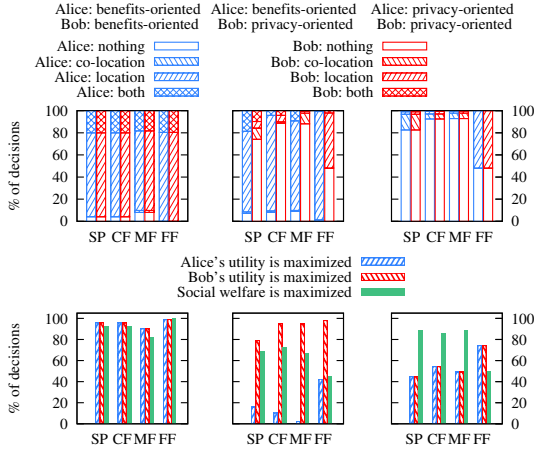 Alice: benefits-oriented Alice: benefits-oriented Alice: privacy-oriented
Bob: benefits-oriented Bob: privacy-oriented Bob: privacy-oriented
Alice: nothing Bob: nothing
Alice: co-location Bob: co-location
Alice: location Bob: location
Alice: both Bob: both
% of decisions
100 100
80 80
60 60
40 40
20 20
0 0
SP CF MF FF SP CF MF FF SP CF MF FF
Alice's utility is maximized
Bob's utility is maximized
Social welfare is maximized
% of decisions
100 100
80 80
60 60
40 40
20 20
0 0
SP CF MF FF SP CF MF FF SP CF MF FF